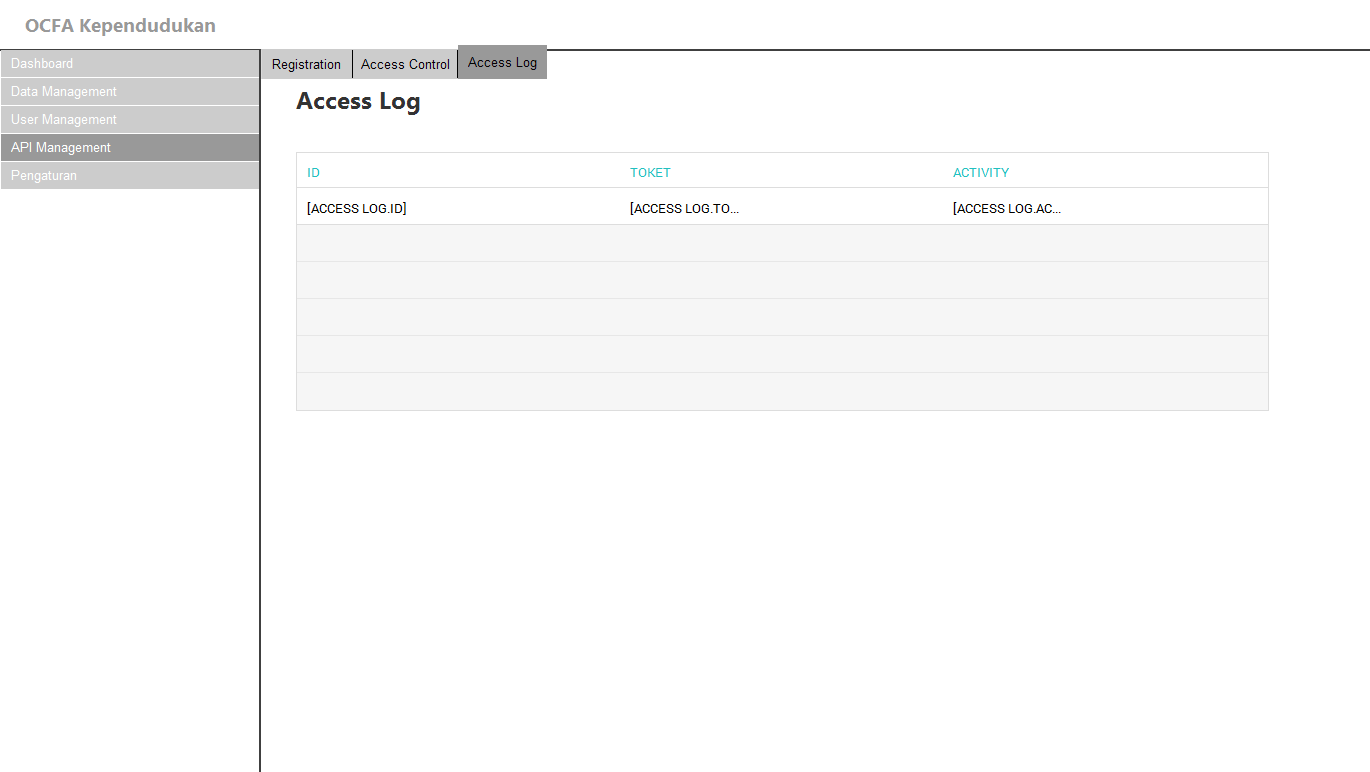 OCFA Kependudukan
Dashboard
Data Management
User Management
API Management
Pengaturan
Registration Access Control Access Log
Access Log
ID TOKET ACTIVITY
[ACCESS LOG.ID] [ACCESS LOG.TO... [ACCESS LOG.AC...